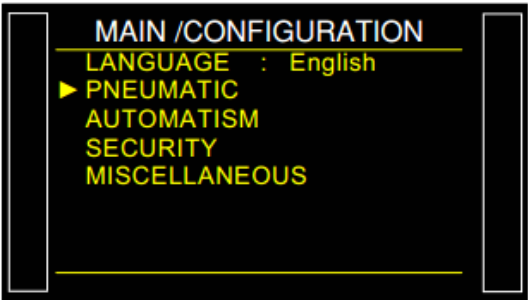 MAIN /CONFIGURATION
LANGUAGE : English
PNEUMATIC
AUTOMATISM
SECURITY
MISCELLANEOUS